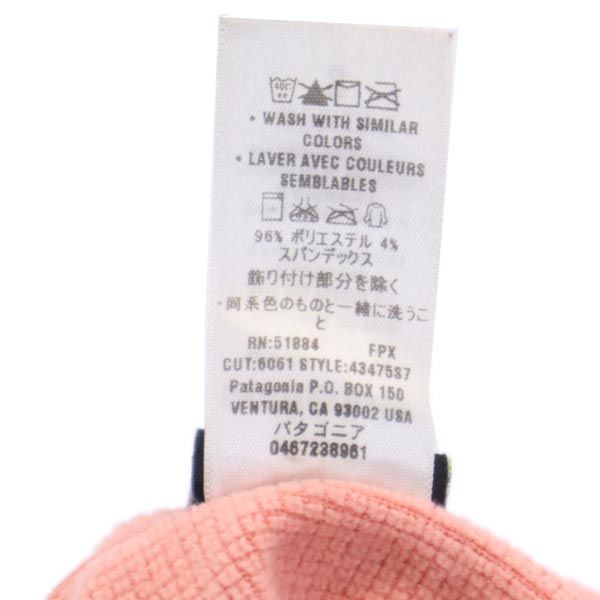 • WASH WITH SIMILAR
COLORS
• LAVER AVEC COULEURS
SEMBLABLES
96% ポリエステル 4%
スパンデックス
飾り付け部分を除く
・同系色のものと一緒に洗うこ
と
RN:51884 FPX
CUT:6061 STYLE:43475S7
Patagonia P.O. BOX 150
VENTURA, CA 93002 USA
パタゴニア
0467238961